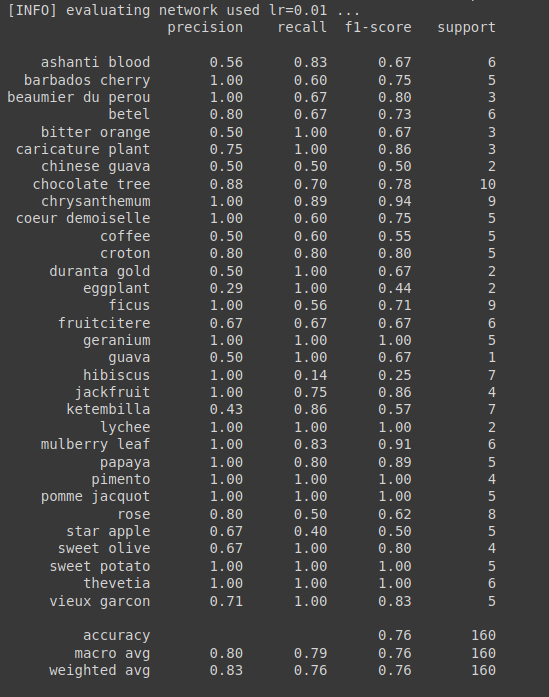 [INFO] evaluating network used lr=0.01 ...
precision recall f1-score support
ashanti blood 0.56 0.83 0.67 6
barbados cherry 1.00 0.60 0.75 5
beaumier du perou 1.00 0.67 0.80 3
betel 0.80 0.67 0.73 6
bitter orange 0.50 1.00 0.67 3
caricature plant 0.75 1.00 0.86 3
chinese guava 0.50 0.50 0.50 2
chocolate tree 0.88 0.70 0.78 10
chrysanthemum 1.00 0.89 0.94 9
coeur demoiselle 1.00 0.60 0.75 5
coffee 0.50 0.60 0.55 5
croton 0.80 0.80 0.80 5
duranta gold 0.50 1.00 0.67 2
eggplant 0.29 1.00 0.44 2
ficus 1.00 0.56 0.71 9
fruitcitere 0.67 0.67 0.67 6
geranium 1.00 1.00 1.00 5
guava 0.50 1.00 0.67 1
hibiscus 1.00 0.14 0.25 7
jackfruit 1.00 0.75 0.86 4
ketembilla 0.43 0.86 0.57 7
lychee 1.00 1.00 1.00 2
mulberry leaf 1.00 0.83 0.91 6
papaya 1.00 0.80 0.89 5
pimento 1.00 1.00 1.00 4
pomme jacquot 1.00 1.00 1.00 5
rose 0.80 0.50 0.62 8
star apple 0.67 0.40 0.50 5
sweet olive 0.67 1.00 0.80 4
sweet potato 1.00 1.00 1.00 5
thevetia 1.00 1.00 1.00 6
vieux garcon 0.71 1.00 0.83 5
accuracy 0.76 160
macro avg 0.80 0.79 0.76 160
weighted avg 0.83 0.76 0.76 160